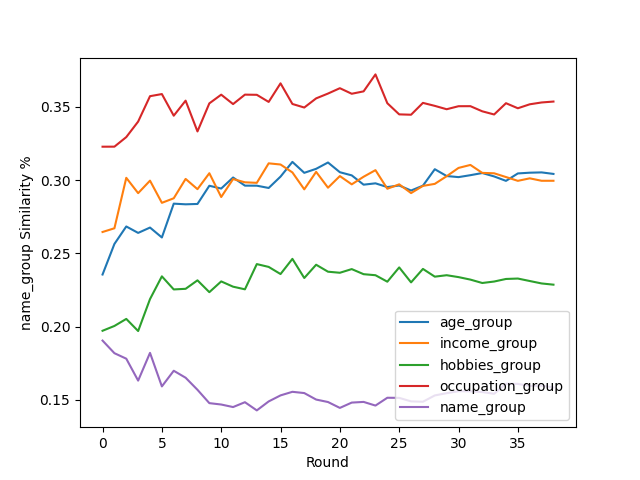 name_group Similarity %
0.35
0.30
0.25
0.20
0.15
age_group
income_group
hobbies_group
occupation_group
name_group
0 5 10 15 20 25 30 35
Round